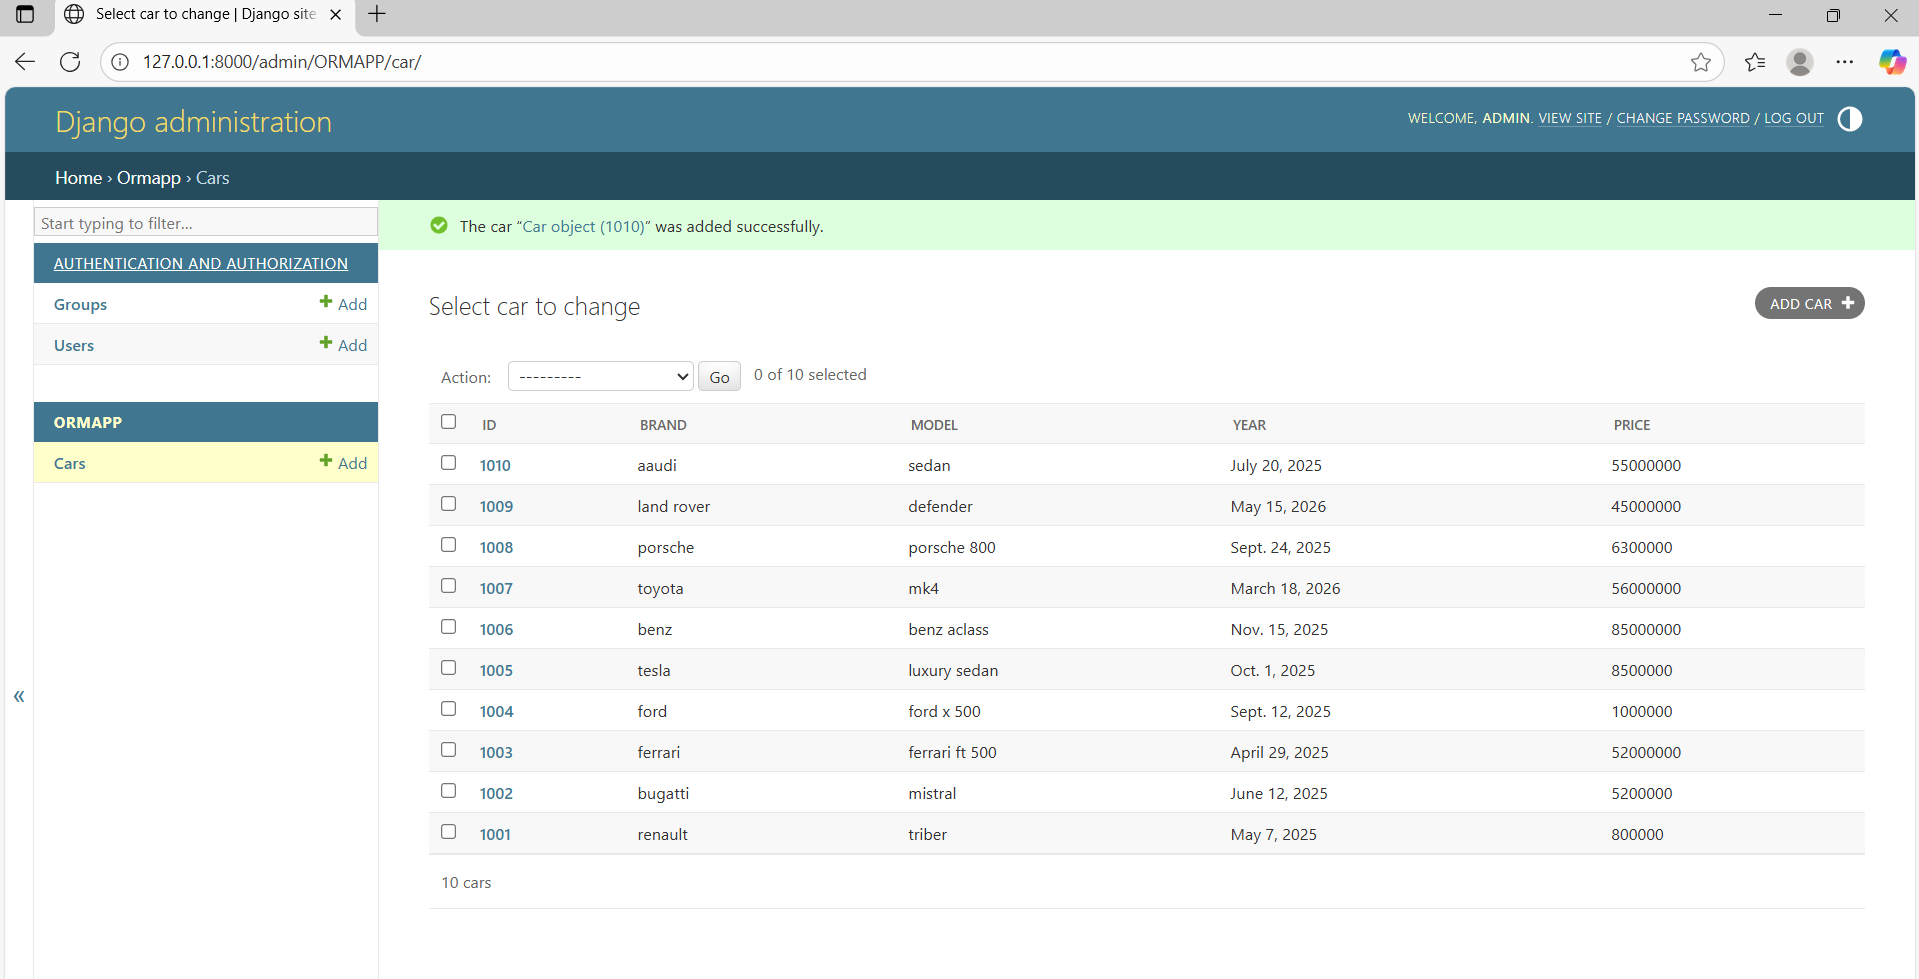 Select car to change | Django site
127.0.0.1:8000/admin/ORMAPP/car/
Django administration
WELCOME, ADMIN. VIEW SITE / CHANGE PASSWORD / LOG OUT
Home › Ormapp › Cars
Start typing to filter...
The car “Car object (1010)” was added successfully.
AUTHENTICATION AND AUTHORIZATION
Groups + Add
Users + Add
ORMAPP
Cars + Add
«
Select car to change
ADD CAR +
Action: --------- Go 0 of 10 selected
ID BRAND MODEL YEAR PRICE
1010 aaudi sedan July 20, 2025 55000000
1009 land rover defender May 15, 2026 45000000
1008 porsche porsche 800 Sept. 24, 2025 6300000
1007 toyota mk4 March 18, 2026 56000000
1006 benz benz aclass Nov. 15, 2025 85000000
1005 tesla luxury sedan Oct. 1, 2025 8500000
1004 ford ford x 500 Sept. 12, 2025 1000000
1003 ferrari ferrari ft 500 April 29, 2025 52000000
1002 bugatti mistral June 12, 2025 5200000
1001 renault triber May 7, 2025 800000
10 cars